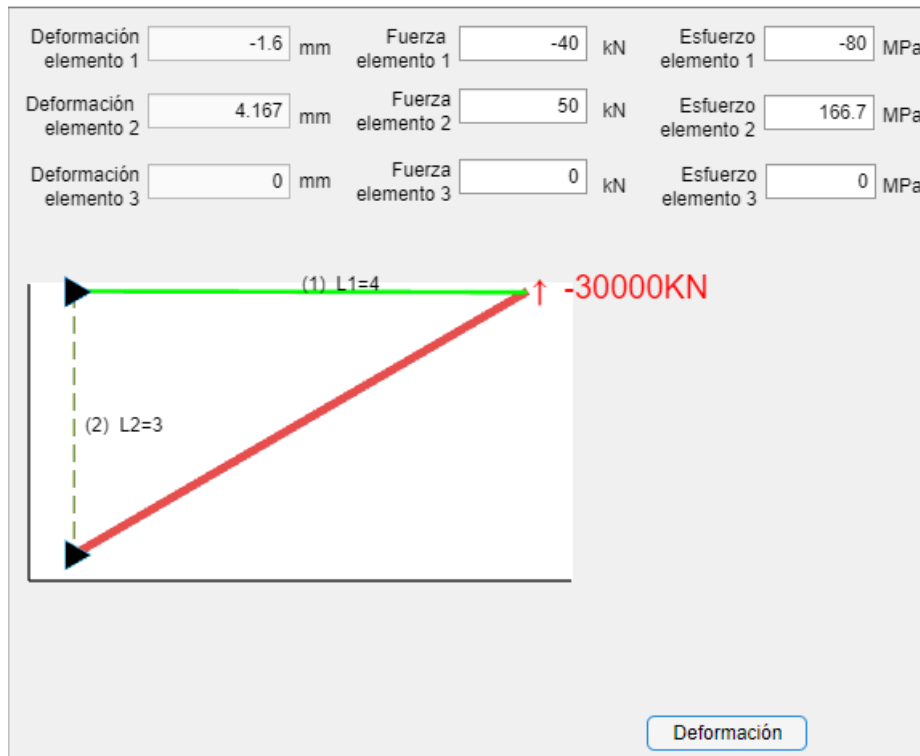 Deformación elemento 1 -1.6 mm Fuerza elemento 1 -40 kN Esfuerzo elemento 1 -80 MPa
Deformación elemento 2 4.167 mm Fuerza elemento 2 50 kN Esfuerzo elemento 2 166.7 MPa
Deformación elemento 3 0 mm Fuerza elemento 3 0 kN Esfuerzo elemento 3 0 MPa
(1) L1=4
↑ -30000KN
(2) L2=3
Deformación